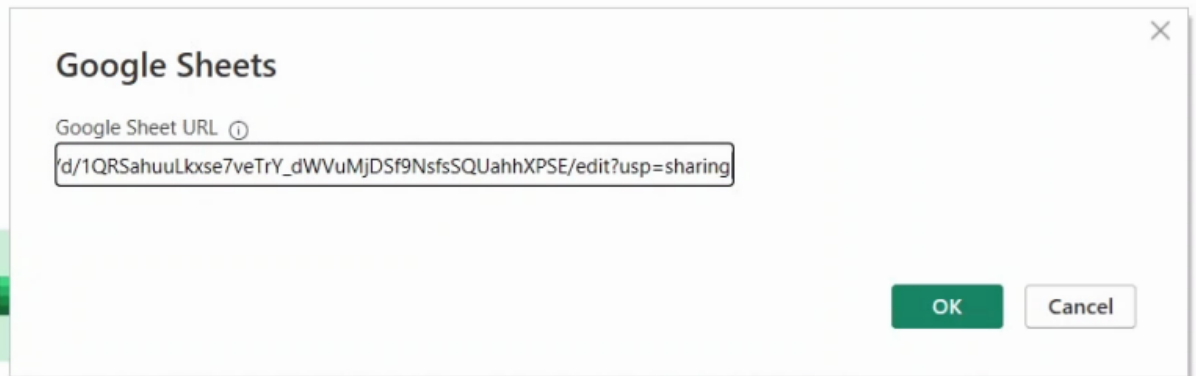 Google Sheets
Google Sheet URL
/d/1QRSahuuLkxse7veTrY_dWVuMjDSf9NsfsSQUahhXPSE/edit?usp=sharing
OK Cancel